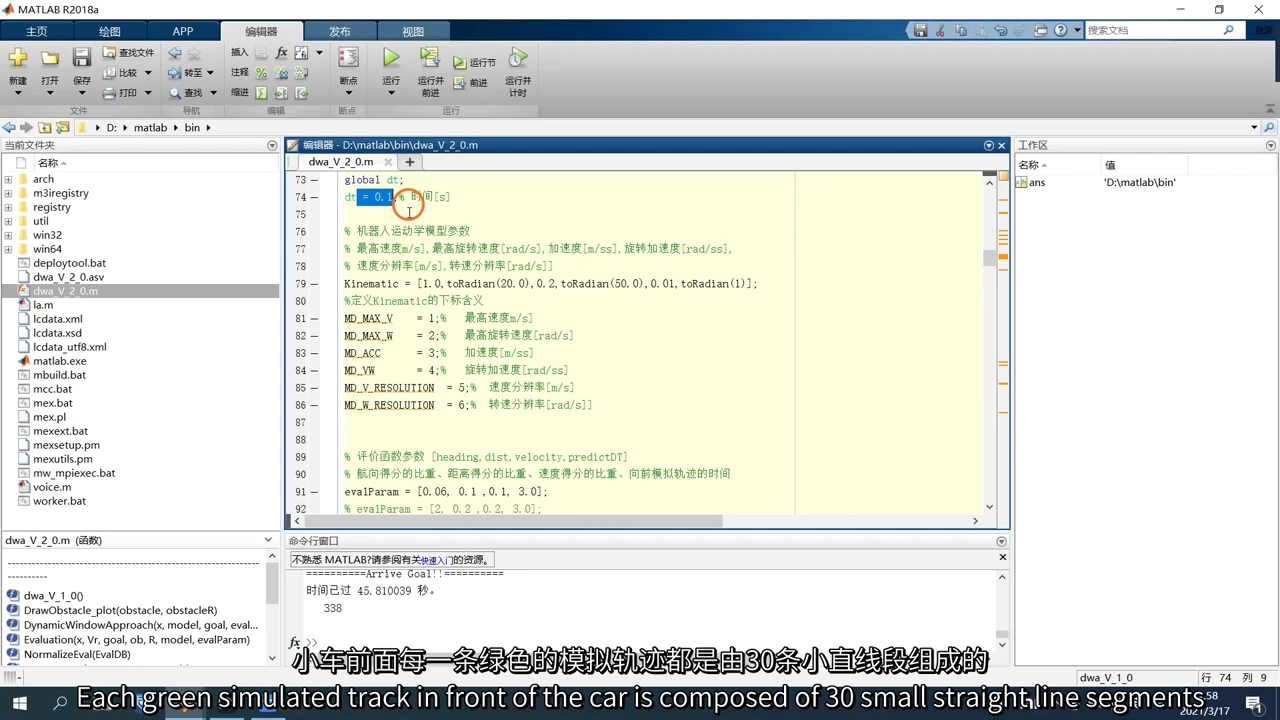 MATLAB R2018a
主页
绘图
APP
编辑器
发布
视图
搜索文档
新建
打开
保存
查找文件
比较
打印
转至
查找
插入
注释
缩进
断点
运行
运行并
前进
运行节
前进
运行并
计时
文件
导航
编辑
断点
运行
D: ▸ matlab ▸ bin ▸
当前文件夹
名称
arch
m3iregistry
registry
util
win32
win64
deploytool.bat
dwa_V_2_0.asv
dwa_V_2_0.m
la.m
lcdata.xml
lcdata.xsd
lcdata_utf8.xml
matlab.exe
mbuild.bat
mcc.bat
mex.bat
mex.pl
mexext.bat
mexsetup.pm
mexutils.pm
mw_mpiexec.bat
voice.m
worker.bat
dwa_V_2_0.m (函数)
dwa_V_1_0()
DrawObstacle_plot(obstacle, obstacleR)
DynamicWindowApproach(x, model, goal, eval...
Evaluation(x, Vr, goal, ob, R, model, evalParam)
NormalizeEval(EvalDB)
编辑器 - D:\matlab\bin\dwa_V_2_0.m
dwa_V_2_0.m
73 global dt;
74 dt = 0.1;% 时间[s]
75
76 % 机器人运动学模型参数
77 % 最高速度m/s],最高旋转速度[rad/s],加速度[m/ss],旋转加速度[rad/ss],
78 % 速度分辨率[m/s],转速分辨率[rad/s]]
79 Kinematic = [1.0,toRadian(20.0),0.2,toRadian(50.0),0.01,toRadian(1)];
80 %定义Kinematic的下标含义
81 MD_MAX_V = 1;% 最高速度m/s]
82 MD_MAX_W = 2;% 最高旋转速度[rad/s]
83 MD_ACC = 3;% 加速度[m/ss]
84 MD_VW = 4;% 旋转加速度[rad/ss]
85 MD_V_RESOLUTION = 5;% 速度分辨率[m/s]
86 MD_W_RESOLUTION = 6;% 转速分辨率[rad/s]]
87
88
89 % 评价函数参数 [heading,dist,velocity,predictDT]
90 % 航向得分的比重、距离得分的比重、速度得分的比重、向前模拟轨迹的时间
91 evalParam = [0.06, 0.1 ,0.1, 3.0];
92 % evalParam = [2, 0.2 ,0.2, 3.0];
命令行窗口
不熟悉 MATLAB?请参阅有关快速入门的资源。
==========Arrive Goal!!==========
时间已过 45.810039 秒。
338
fx >>
工作区
名称
值
ans
'D:\matlab\bin'
dwa_V_1_0
行 74 列 9
小车前面每一条绿色的模拟轨迹都是由30条小直线段组成的
Each green simulated track in front of the car is composed of 30 small straight line segments
2021/3/17